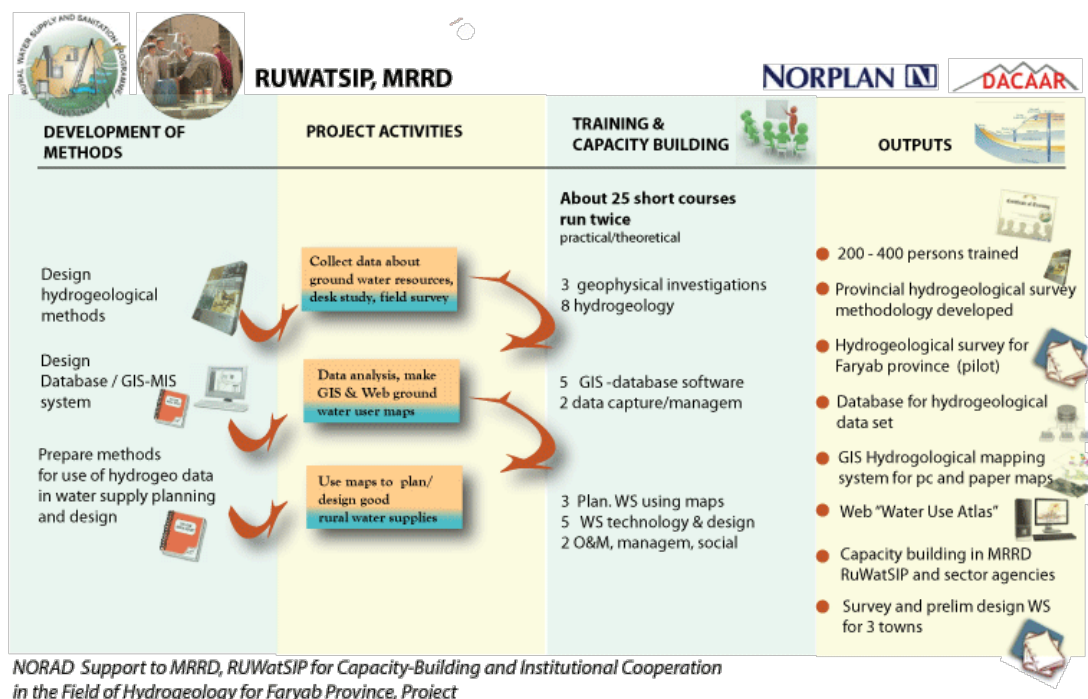 RURAL WATER SUPPLY AND SANITATION PROGRAMME
RUWATSIP, MRRD
NORPLAN N
DACAAR
DEVELOPMENT OF
METHODS
PROJECT ACTIVITIES
TRAINING &
CAPACITY BUILDING
OUTPUTS
Design
hydrogeological
methods
Design
Database / GIS-MIS
system
Prepare methods
for use of hydrogeo data
in water supply planning
and design
Collect data about
ground water resources,
desk study, field survey
Data analysis, make
GIS & Web ground
water user maps
Use maps to plan/
design good
rural water supplies
About 25 short courses
run twice
practical/theoretical
3 geophysical investigations
8 hydrogeology
5 GIS -database software
2 data capture/managem
3 Plan. WS using maps
5 WS technology & design
2 O&M, managem, social
200 - 400 persons trained
Provincial hydrogeological survey
methodology developed
Hydrogeological survey for
Faryab province (pilot)
Database for hydrogeological
data set
GIS Hydrogological mapping
system for pc and paper maps
Web "Water Use Atlas"
Capacity building in MRRD
RuWatSIP and sector agencies
Survey and prelim design WS
for 3 towns
NORAD Support to MRRD, RUWatSIP for Capacity-Building and Institutional Cooperation
in the Field of Hydrogeology for Faryab Province, Project